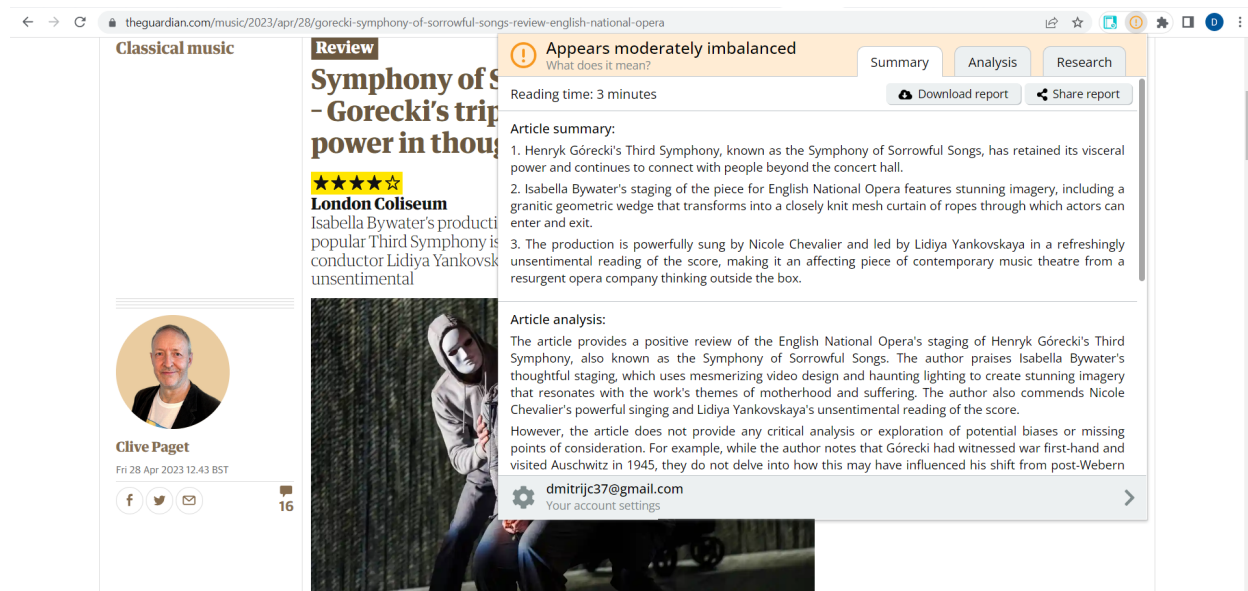 theguardian.com/music/2023/apr/28/gorecki-symphony-of-sorrowful-songs-review-english-national-opera
D
Classical music
Review
Symphony of S
– Gorecki’s trip
power in thoug
★★★★☆
London Coliseum
Isabella Bywater’s producti
popular Third Symphony is
conductor Lidiya Yankovsk
unsentimental
Clive Paget
Fri 28 Apr 2023 12.43 BST
16
Appears moderately imbalanced
What does it mean?
Summary
Analysis
Research
Reading time: 3 minutes
Download report
Share report
Article summary:
1. Henryk Górecki's Third Symphony, known as the Symphony of Sorrowful Songs, has retained its visceral
power and continues to connect with people beyond the concert hall.
2. Isabella Bywater's staging of the piece for English National Opera features stunning imagery, including a
granitic geometric wedge that transforms into a closely knit mesh curtain of ropes through which actors can
enter and exit.
3. The production is powerfully sung by Nicole Chevalier and led by Lidiya Yankovskaya in a refreshingly
unsentimental reading of the score, making it an affecting piece of contemporary music theatre from a
resurgent opera company thinking outside the box.
Article analysis:
The article provides a positive review of the English National Opera's staging of Henryk Górecki's Third
Symphony, also known as the Symphony of Sorrowful Songs. The author praises Isabella Bywater's
thoughtful staging, which uses mesmerizing video design and haunting lighting to create stunning imagery
that resonates with the work's themes of motherhood and suffering. The author also commends Nicole
Chevalier's powerful singing and Lidiya Yankovskaya's unsentimental reading of the score.
However, the article does not provide any critical analysis or exploration of potential biases or missing
points of consideration. For example, while the author notes that Górecki had witnessed war first-hand and
visited Auschwitz in 1945, they do not delve into how this may have influenced his shift from post-Webern
dmitrijc37@gmail.com
Your account settings